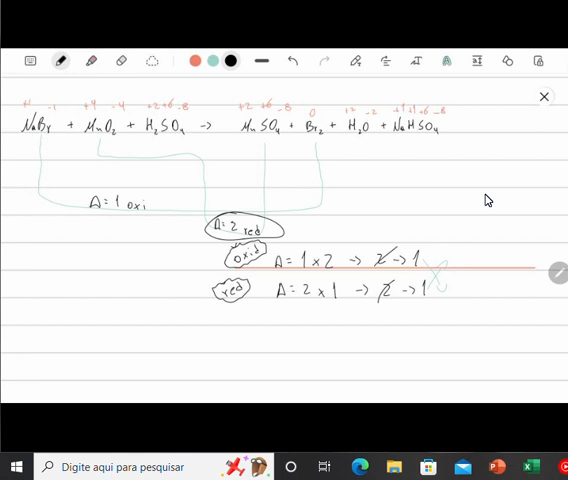 +1 -1 +4 -4 +2+6-8 +2 +6 -8 0 +2 -2 +1+1+6-8
NaBr + MnO2 + H2SO4 → MnSO4 + Br2 + H2O + NaHSO4
Δ=1 oxi
Δ=2 red
oxid Δ=1×2 → 2 → 1
red Δ=2×1 → 2 → 1
Digite aqui para pesquisar